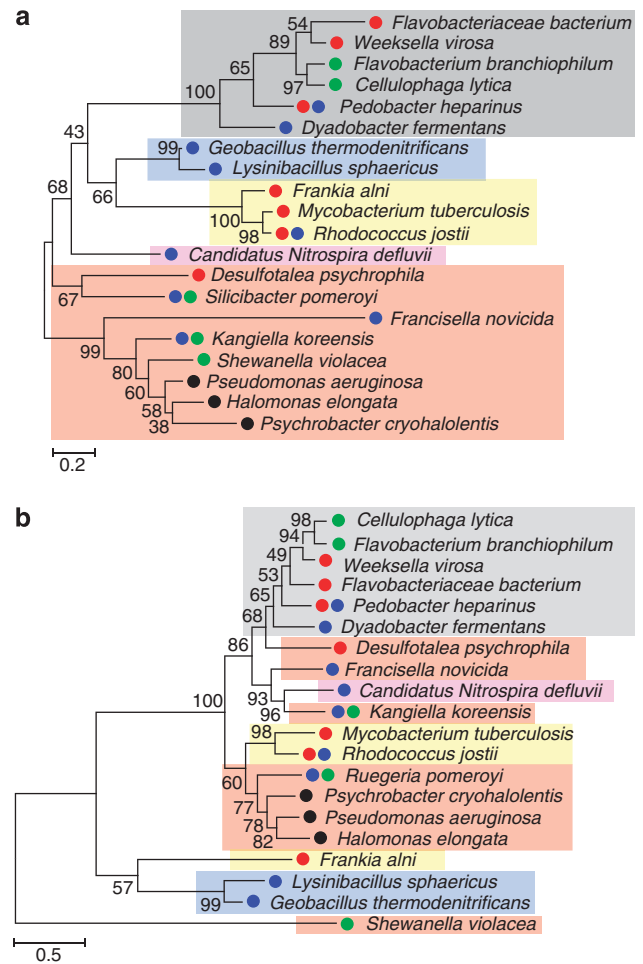 a
54
Flavobacteriaceae bacterium
89
Weeksella virosa
65
Flavobacterium branchiophilum
97
Cellulophaga lytica
100
Pedobacter heparinus
Dyadobacter fermentans
43
99
Geobacillus thermodenitrificans
Lysinibacillus sphaericus
68
66
Frankia alni
100
Mycobacterium tuberculosis
98
Rhodococcus jostii
Candidatus Nitrospira defluvii
Desulfotalea psychrophila
67
Silicibacter pomeroyi
Francisella novicida
99
Kangiella koreensis
80
Shewanella violacea
60
Pseudomonas aeruginosa
58
Halomonas elongata
38
Psychrobacter cryohalolentis
0.2
b
98
Cellulophaga lytica
94
Flavobacterium branchiophilum
49
Weeksella virosa
53
Flavobacteriaceae bacterium
65
Pedobacter heparinus
68
Dyadobacter fermentans
86
Desulfotalea psychrophila
Francisella novicida
93
Candidatus Nitrospira defluvii
100
96
Kangiella koreensis
98
Mycobacterium tuberculosis
Rhodococcus jostii
60
Ruegeria pomeroyi
77
Psychrobacter cryohalolentis
78
Pseudomonas aeruginosa
82
Halomonas elongata
Frankia alni
57
Lysinibacillus sphaericus
99
Geobacillus thermodenitrificans
Shewanella violacea
0.5